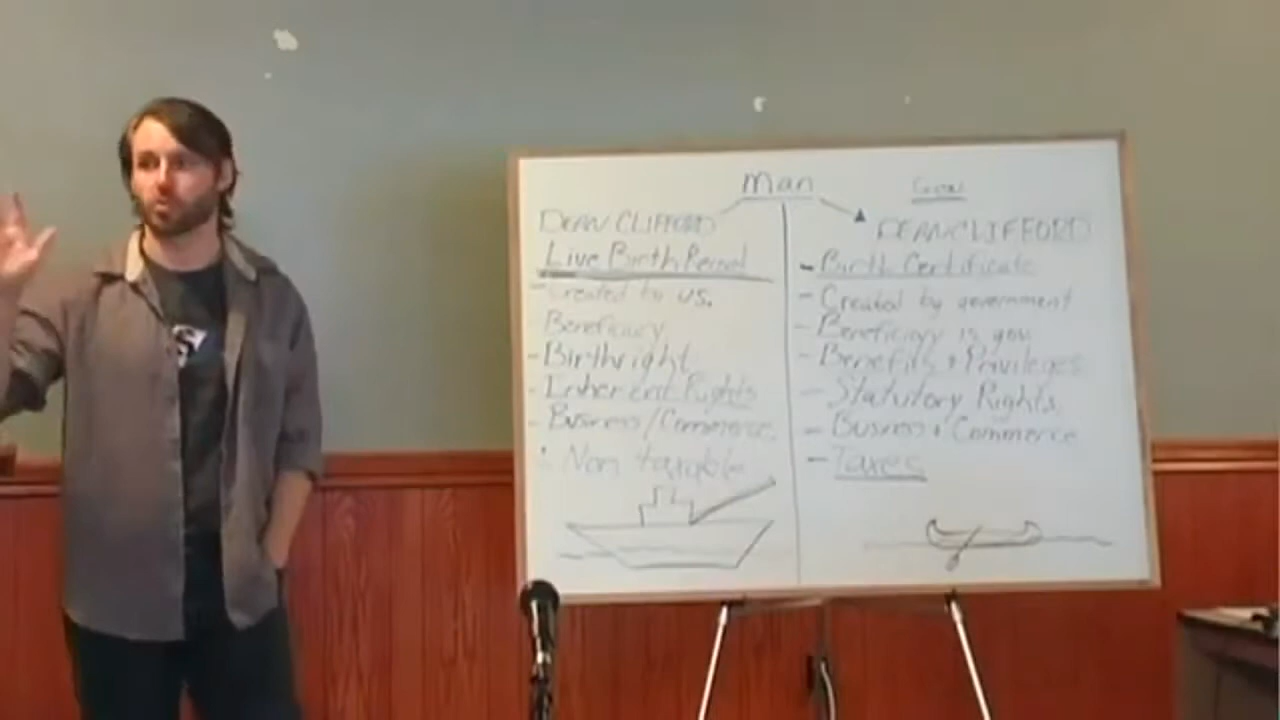 Man
DEAN CLIFFORD
Live Birth Record
- Created by us.
- Beneficiary
- Birthright
- Inherent Rights
- Business/Commerce
- Non taxable
DEAN CLIFFORD
- Birth Certificate
- Created by government
- Beneficiary is you
- Benefits + Privileges
- Statutory Rights
- Business + Commerce
- Taxes
S